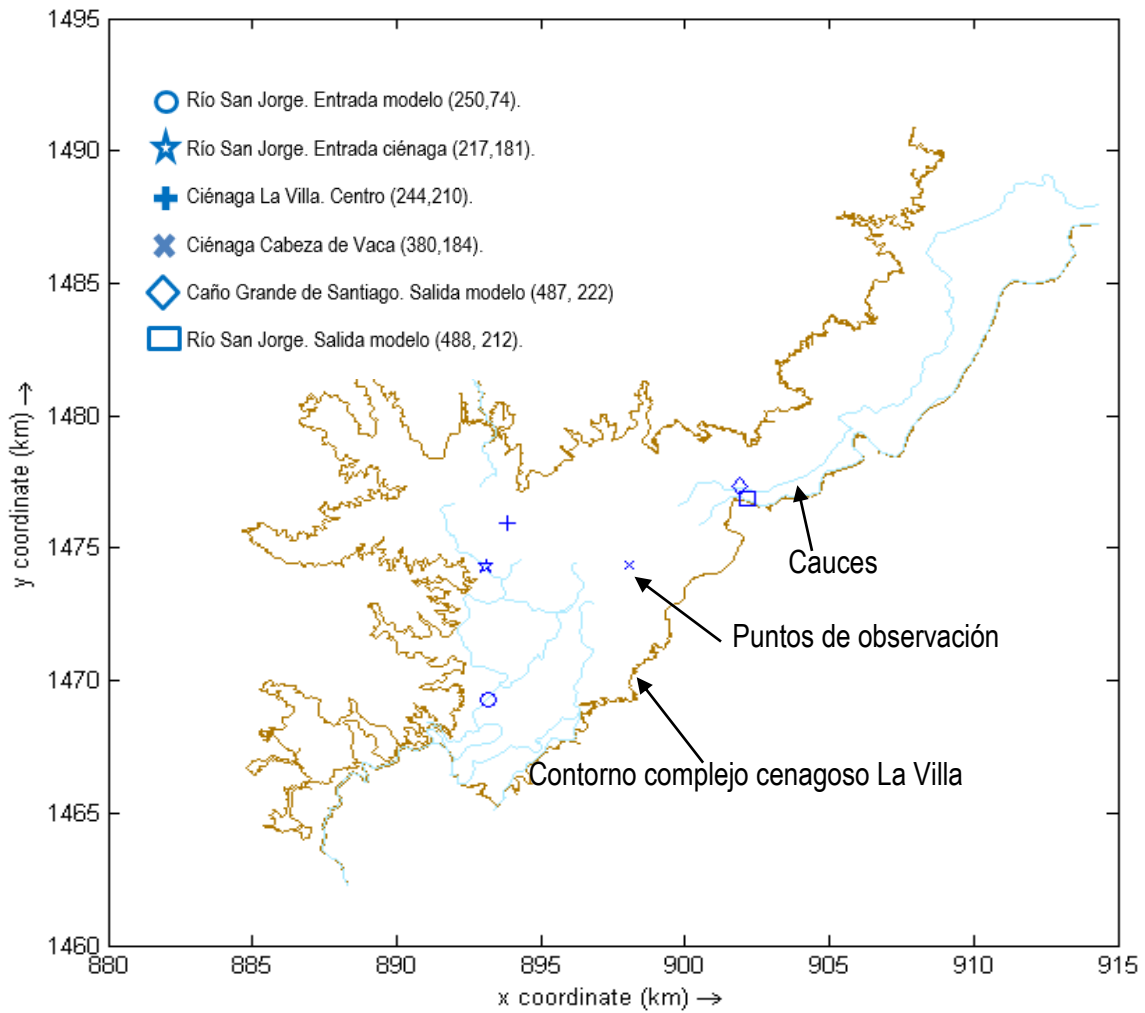 1495
1490
1485
1480
1475
1470
1465
1460
y coordinate (km) →
Río San Jorge. Entrada modelo (250,74).
Río San Jorge. Entrada ciénaga (217,181).
Ciénaga La Villa. Centro (244,210).
Ciénaga Cabeza de Vaca (380,184).
Caño Grande de Santiago. Salida modelo (487, 222)
Río San Jorge. Salida modelo (488, 212).
Cauces
Puntos de observación
Contorno complejo cenagoso La Villa
880 885 890 895 900 905 910 915
x coordinate (km) →